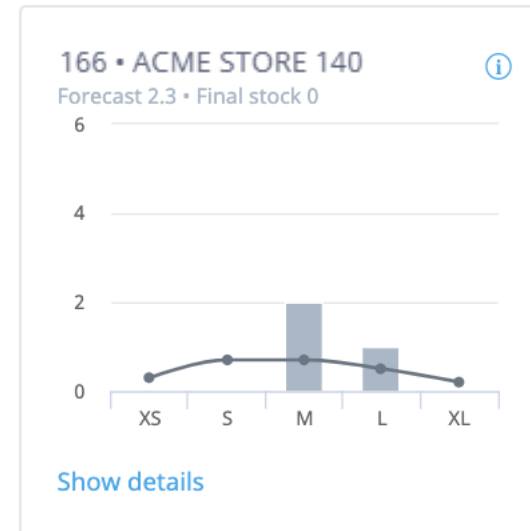 166 • ACME STORE 140
Forecast 2.3 • Final stock 0
6
4
2
0
XS S M L XL
Show details